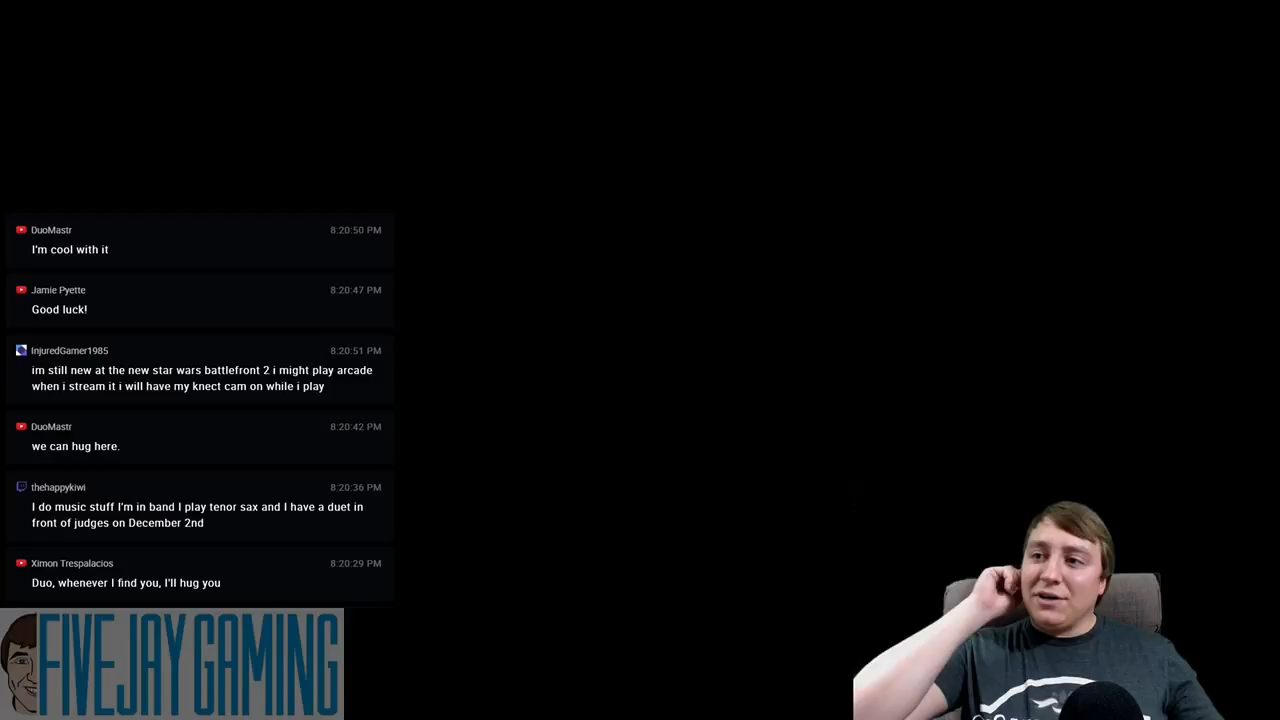 DuoMastr 8:20:50 PM
I'm cool with it
Jamie Pyette 8:20:47 PM
Good luck!
InjuredGamer1985 8:20:51 PM
im still new at the new star wars battlefront 2 i might play arcade
when i stream it i will have my knect cam on while i play
DuoMastr 8:20:42 PM
we can hug here.
thehappykiwi 8:20:36 PM
I do music stuff I'm in band I play tenor sax and I have a duet in
front of judges on December 2nd
Ximon Trespalacios 8:20:29 PM
Duo, whenever I find you, I'll hug you
FIVEJAYGAMING